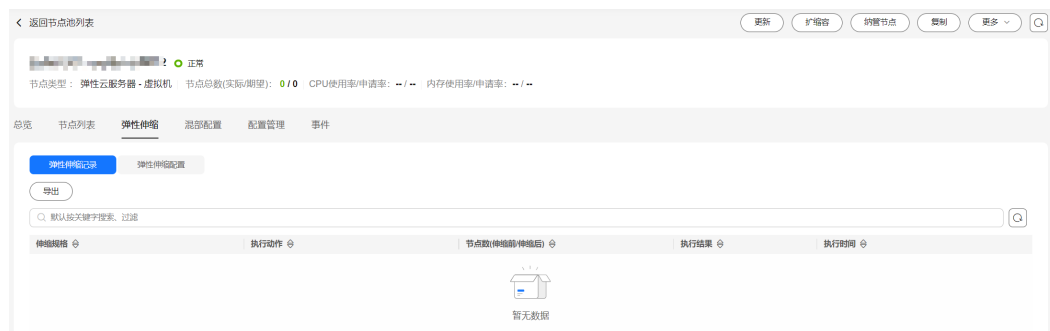 返回节点池列表 更新 扩缩容 纳管节点 复制 更多
2 正常
节点类型： 弹性云服务器 - 虚拟机 节点总数(实际/期望)： 0 / 0 CPU使用率/申请率： -- / -- 内存使用率/申请率： -- / --
总览 节点列表 弹性伸缩 混部配置 配置管理 事件
弹性伸缩记录 弹性伸缩配置
导出
默认按关键字搜索、过滤
伸缩规格 执行动作 节点数(伸缩前/伸缩后) 执行结果 执行时间
暂无数据